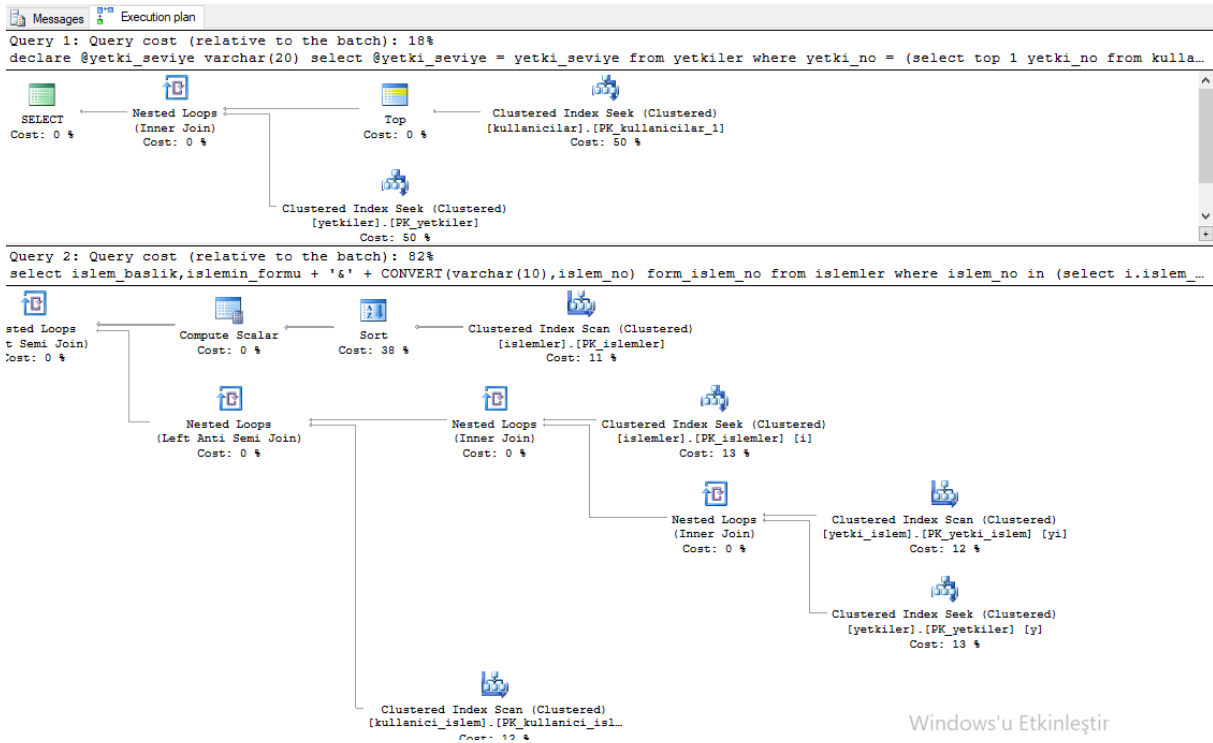 Messages
Execution plan
Query 1: Query cost (relative to the batch): 18%
declare @yetki_seviye varchar(20) select @yetki_seviye = yetki_seviye from yetkiler where yetki_no = (select top 1 yetki_no from kulla…
SELECT
Cost: 0 %
Nested Loops
(Inner Join)
Cost: 0 %
Top
Cost: 0 %
Clustered Index Seek (Clustered)
[kullanicilar].[PK_kullanicilar_1]
Cost: 50 %
Clustered Index Seek (Clustered)
[yetkiler].[PK_yetkiler]
Cost: 50 %
Query 2: Query cost (relative to the batch): 82%
select islem_baslik,islemin_formu + '&' + CONVERT(varchar(10),islem_no) form_islem_no from islemler where islem_no in (select i.islem_…
sted Loops
t Semi Join)
Cost: 0 %
Compute Scalar
Cost: 0 %
Sort
Cost: 38 %
Clustered Index Scan (Clustered)
[islemler].[PK_islemler]
Cost: 11 %
Nested Loops
(Left Anti Semi Join)
Cost: 0 %
Nested Loops
(Inner Join)
Cost: 0 %
Clustered Index Seek (Clustered)
[islemler].[PK_islemler] [i]
Cost: 13 %
Nested Loops
(Inner Join)
Cost: 0 %
Clustered Index Scan (Clustered)
[yetki_islem].[PK_yetki_islem] [yi]
Cost: 12 %
Clustered Index Seek (Clustered)
[yetkiler].[PK_yetkiler] [y]
Cost: 13 %
Clustered Index Scan (Clustered)
[kullanici_islem].[PK_kullanici_isl…
Cost: 12 %
Windows'u Etkinleştir